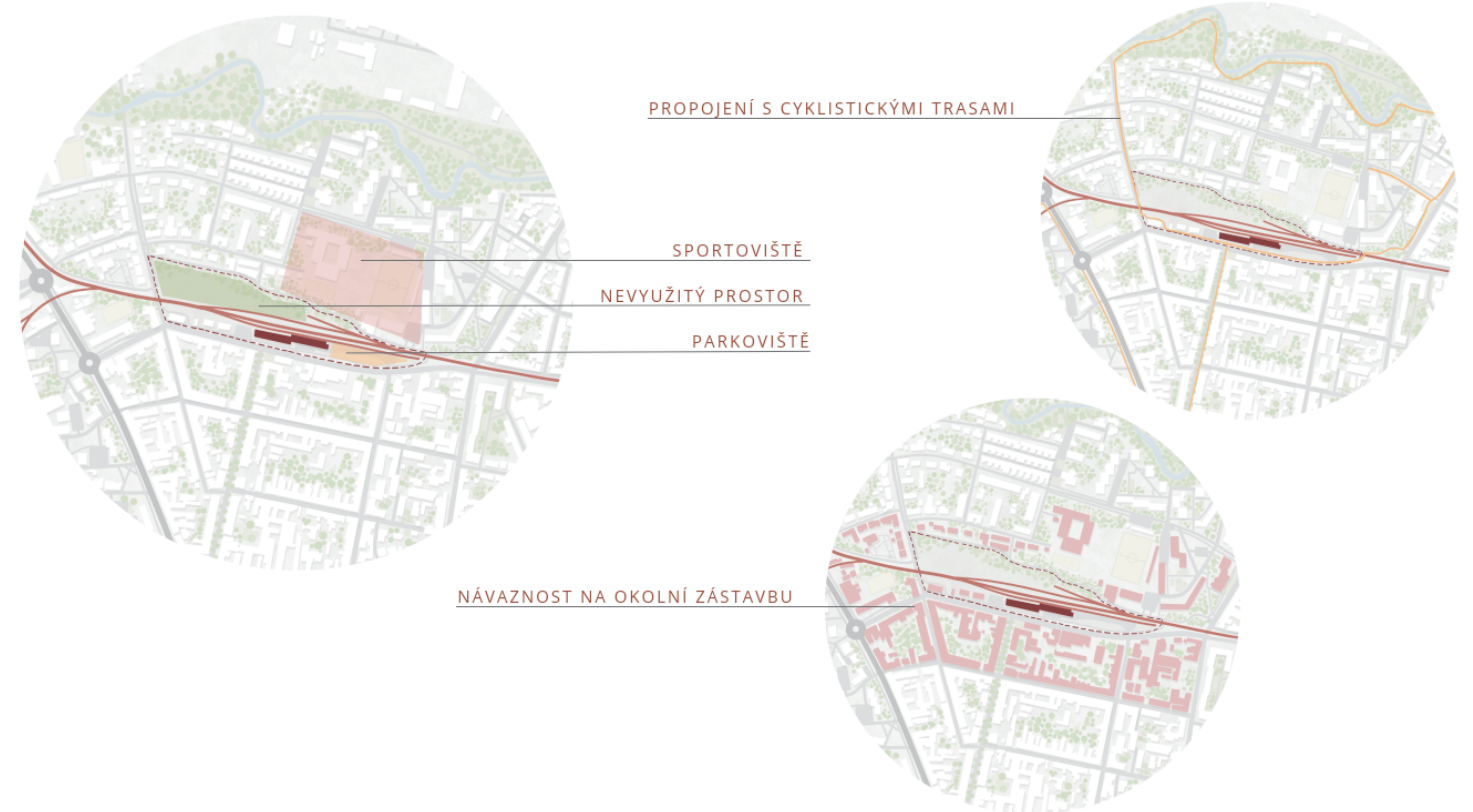 PROPOJENÍ S CYKLISTICKÝMI TRASAMI
SPORTOVIŠTĚ
NEVYUŽITÝ PROSTOR
PARKOVIŠTĚ
NÁVAZNOST NA OKOLNÍ ZÁSTAVBU